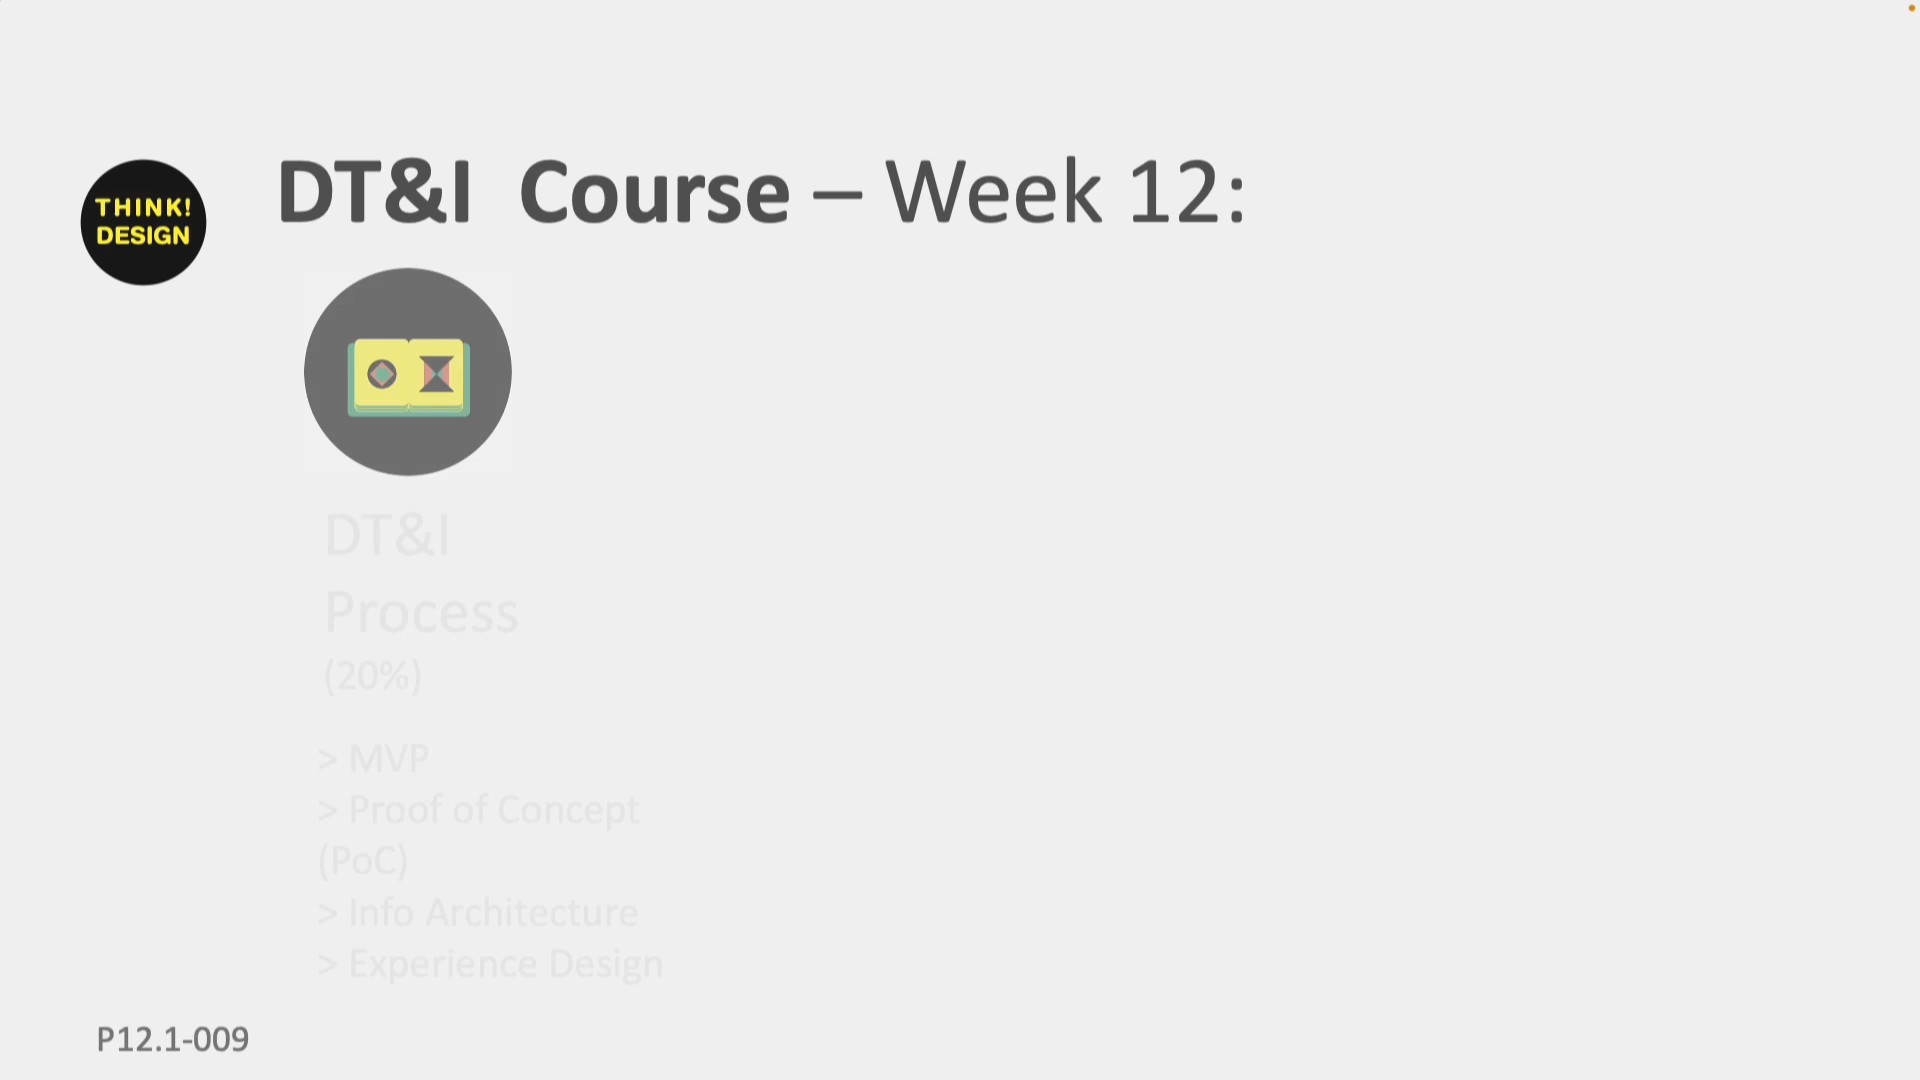 THINK!
DESIGN
DT&I  Course – Week 12:
DT&I
Process
(20%)
> MVP
> Proof of Concept
(PoC)
> Info Architecture
> Experience Design
P12.1-009